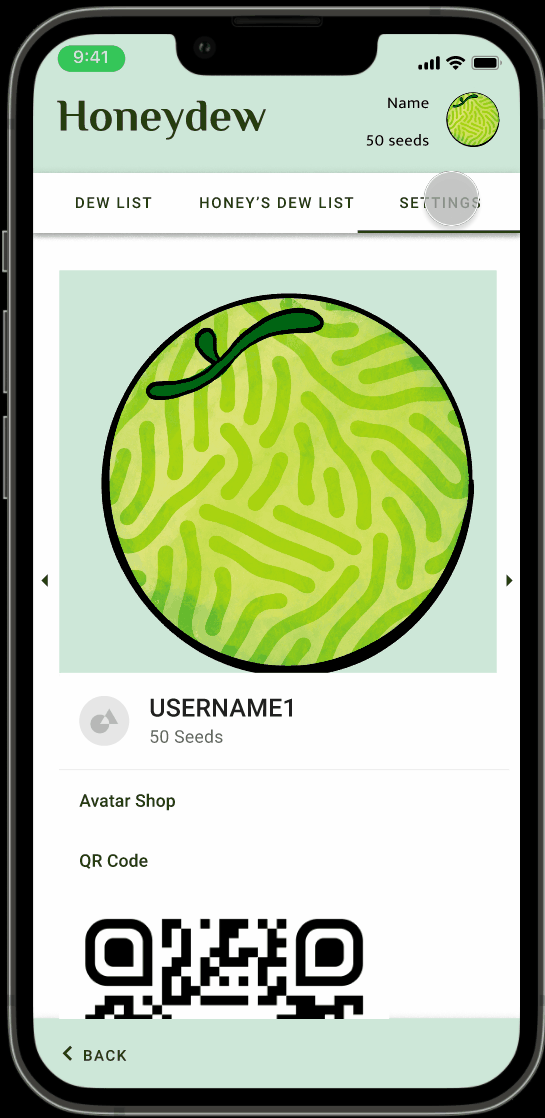 9:41
Honeydew
Name
50 seeds
DEW LIST
HONEY'S DEW LIST
SETTINGS
USERNAME1
50 Seeds
Avatar Shop
QR Code
BACK